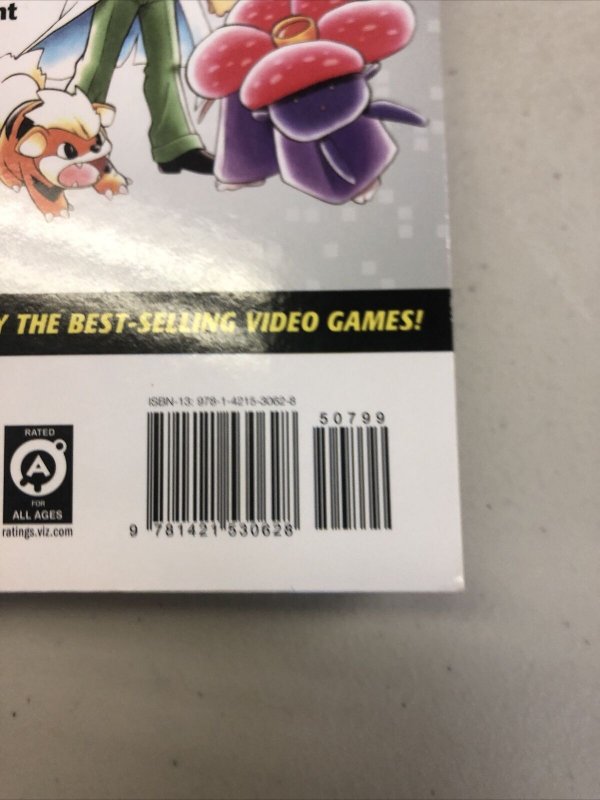 nt
Y THE BEST-SELLING VIDEO GAMES!
ISBN-13: 978-1-4215-3062-8
50799
RATED
A
FOR
ALL AGES
ratings.viz.com
9 781421 530628